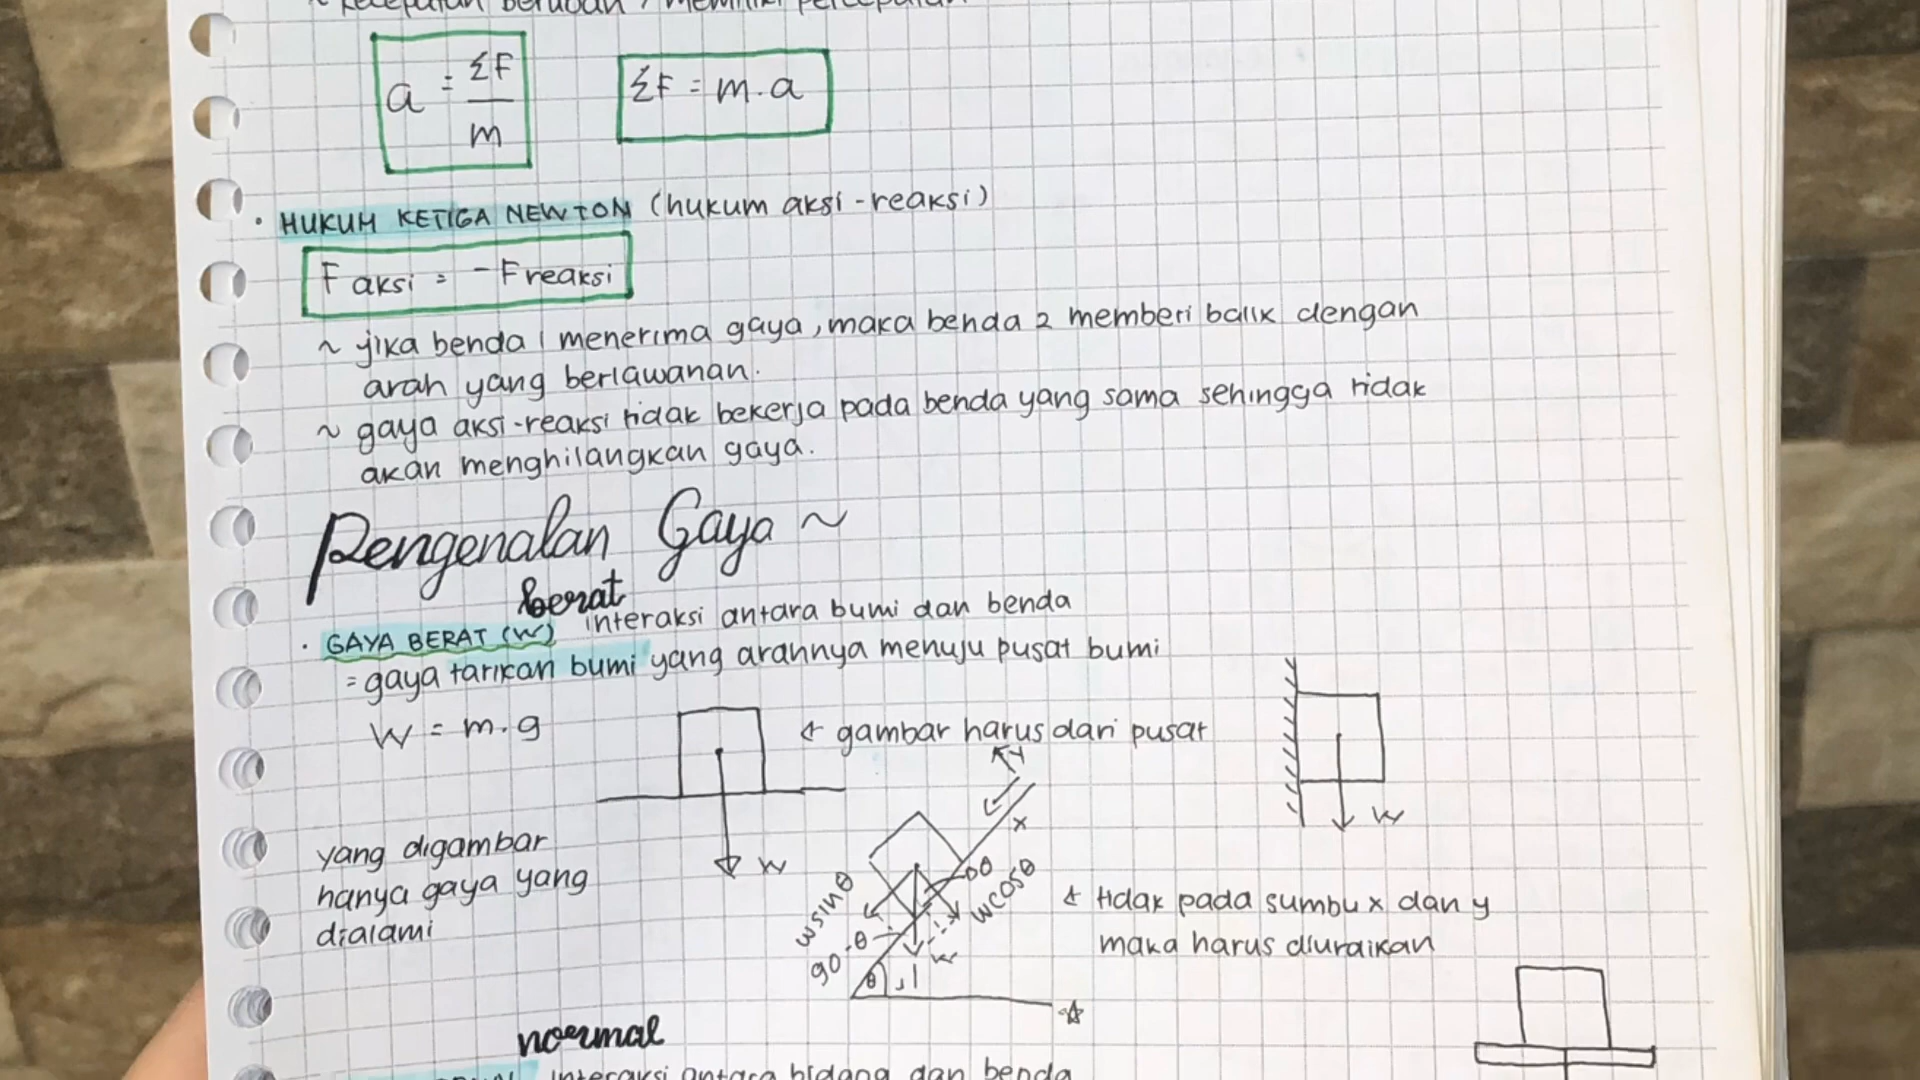 ~ kecepatan berubah, memiliki percepatan
a = ΣF / m
ΣF = m.a
• HUKUM KETIGA NEWTON (hukum aksi-reaksi)
F aksi = -F reaksi
~ jika benda 1 menerima gaya, maka benda 2 memberi balik dengan
arah yang berlawanan.
~ gaya aksi-reaksi tidak bekerja pada benda yang sama sehingga tidak
akan menghilangkan gaya.
Pengenalan Gaya ~
berat
• GAYA BERAT (W) interaksi antara bumi dan benda
= gaya tarikan bumi yang arahnya menuju pusat bumi
W = m.g
gambar harus dari pusat
W
W
yang digambar
hanya gaya yang
dialami
y
x
θ
W sin θ
W cos θ
90-θ
W
θ
tidak pada sumbu x dan y
maka harus diuraikan
normal
interaksi antara bidang dan benda